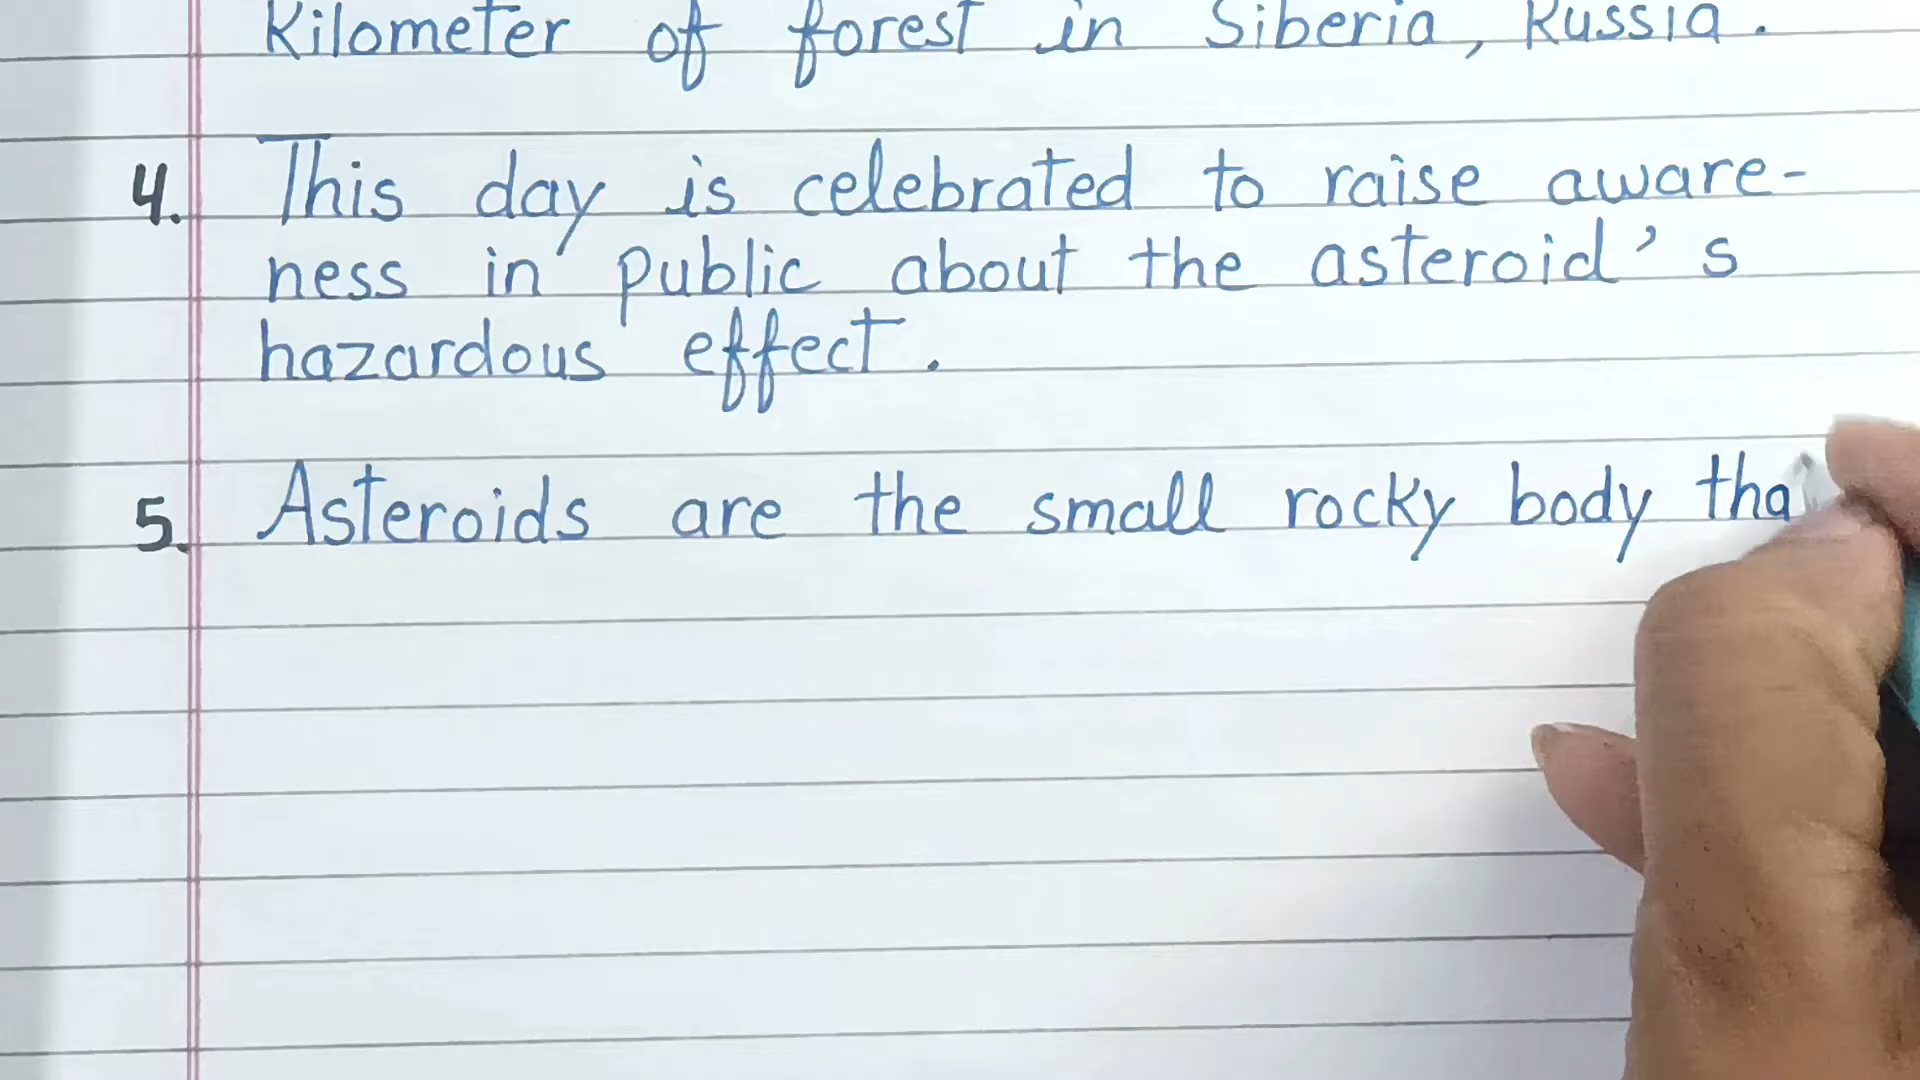 Kilometer of forest in Siberia, Russia.
4. This day is celebrated to raise aware-
ness in public about the asteroid's
hazardous effect.
5. Asteroids are the small rocky body tha